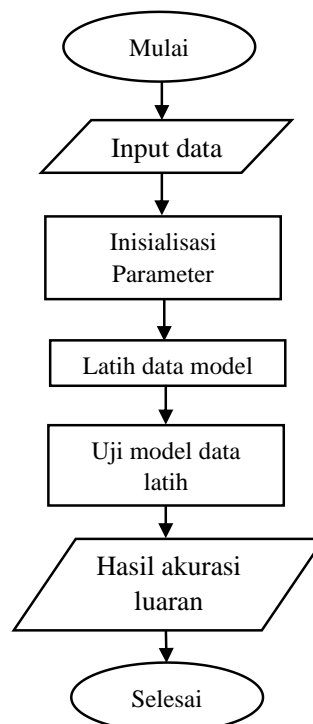 Mulai
Input data
Inisialisasi
Parameter
Latih data model
Uji model data
latih
Hasil akurasi
luaran
Selesai